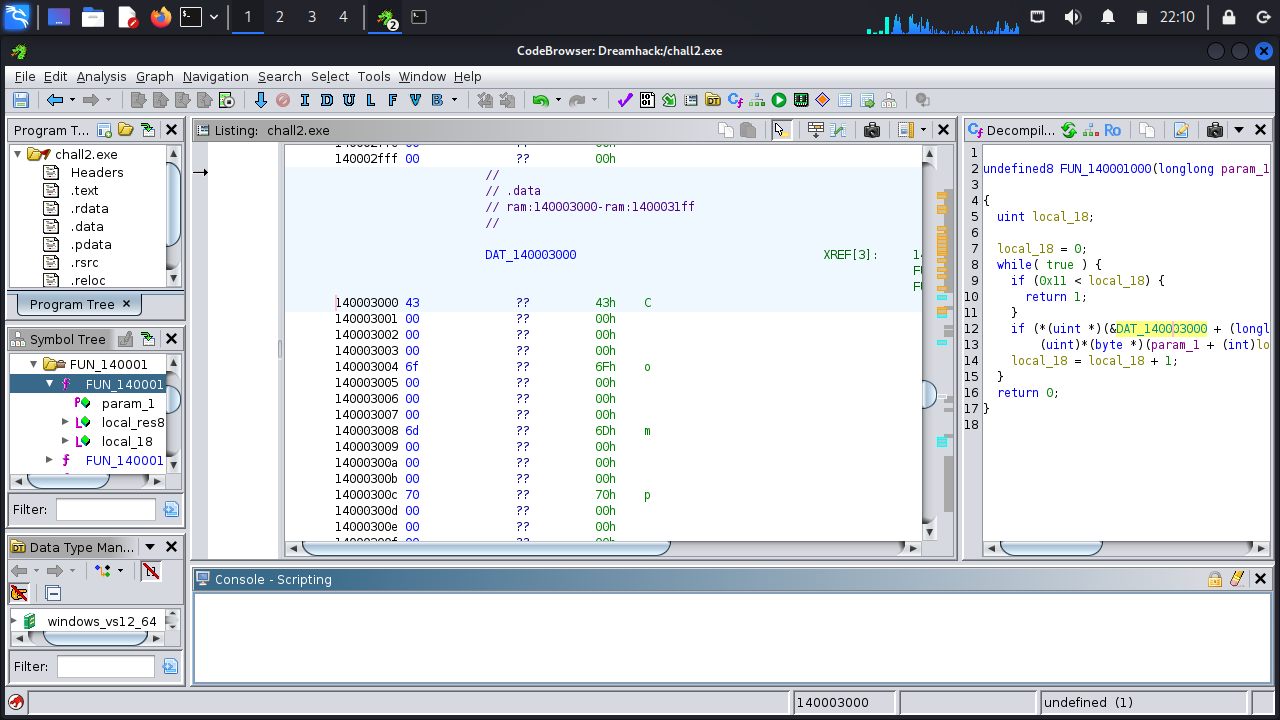 1
2
3
4
2
22:10
CodeBrowser: Dreamhack:/chall2.exe
File Edit Analysis Graph Navigation Search Select Tools Window Help
I D U L F V B
Program T...
chall2.exe
Headers
.text
.rdata
.data
.pdata
.rsrc
.reloc
Program Tree
Symbol Tree
FUN_140001
FUN_140001
param_1
local_res8
local_18
FUN_140001
Filter:
Data Type Man...
windows_vs12_64
Filter:
Listing: chall2.exe
140002fff 00 ?? 00h
//
// .data
// ram:140003000-ram:1400031ff
//
DAT_140003000 XREF[3]: 14
FU
FU
140003000 43 ?? 43h C
140003001 00 ?? 00h
140003002 00 ?? 00h
140003003 00 ?? 00h
140003004 6f ?? 6Fh o
140003005 00 ?? 00h
140003006 00 ?? 00h
140003007 00 ?? 00h
140003008 6d ?? 6Dh m
140003009 00 ?? 00h
14000300a 00 ?? 00h
14000300b 00 ?? 00h
14000300c 70 ?? 70h p
14000300d 00 ?? 00h
14000300e 00 ?? 00h
Decompil...
Ro
1
2 undefined8 FUN_140001000(longlong param_1
3
4 {
5 uint local_18;
6
7 local_18 = 0;
8 while( true ) {
9 if (0x11 < local_18) {
10 return 1;
11 }
12 if (*(uint *)(&DAT_140003000 + (longl
13 (uint)*(byte *)(param_1 + (int)lo
14 local_18 = local_18 + 1;
15 }
16 return 0;
17 }
18
Console - Scripting
140003000
undefined (1)